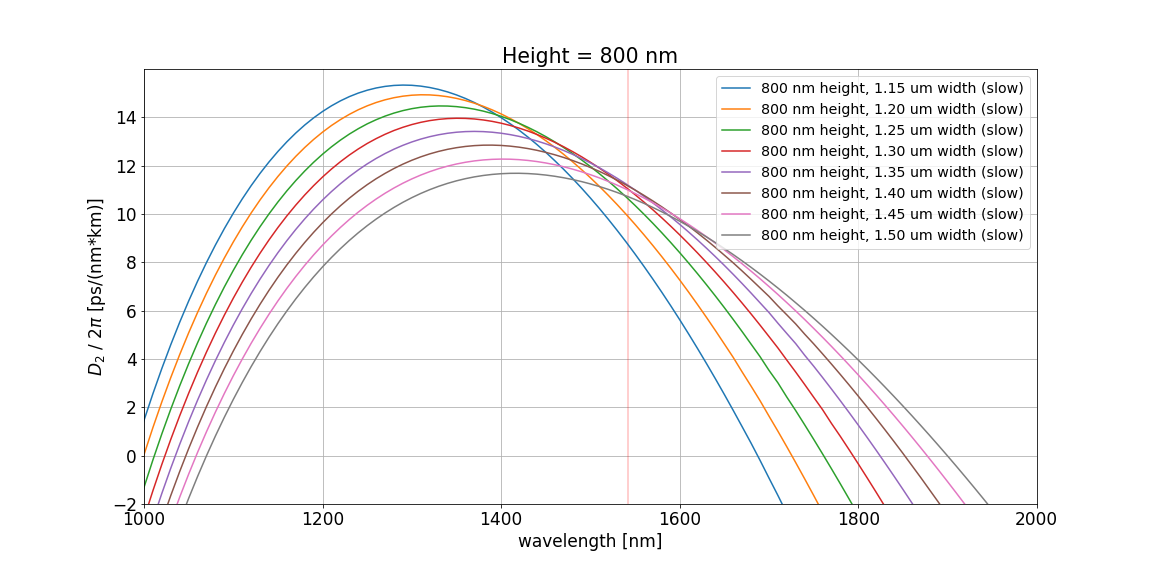 Height = 800 nm
800 nm height, 1.15 um width (slow)
800 nm height, 1.20 um width (slow)
800 nm height, 1.25 um width (slow)
800 nm height, 1.30 um width (slow)
800 nm height, 1.35 um width (slow)
800 nm height, 1.40 um width (slow)
800 nm height, 1.45 um width (slow)
800 nm height, 1.50 um width (slow)
D₂ / 2π [ps/(nm*km)]
14
12
10
8
6
4
2
0
−2
1000 1200 1400 1600 1800 2000
wavelength [nm]